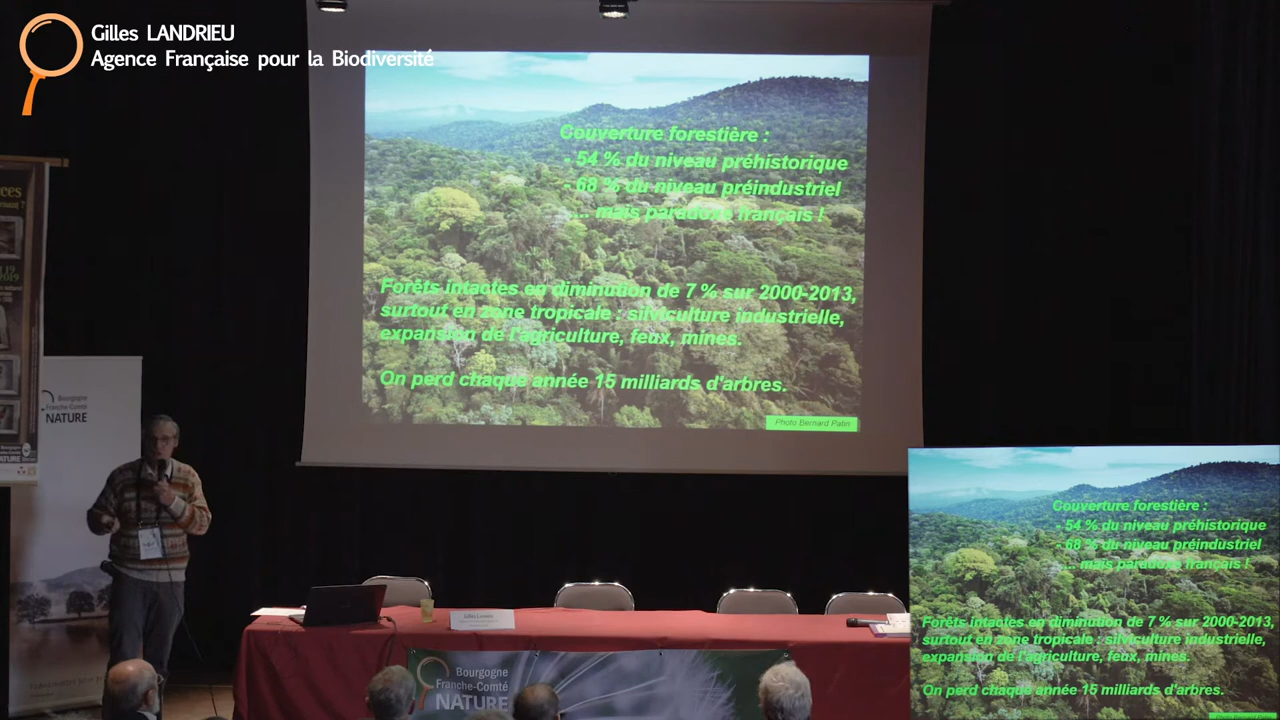 Gilles LANDRIEU
Agence Française pour la Biodiversité
Couverture forestière :
- 54 % du niveau préhistorique
- 68 % du niveau préindustriel
.... mais paradoxe français !
Forêts intactes en diminution de 7 % sur 2000-2013,
surtout en zone tropicale : silviculture industrielle,
expansion de l'agriculture, feux, mines.
On perd chaque année 15 milliards d'arbres.
Photo Bernard Patin
Bourgogne
Franche-Comté
NATURE
Bourgogne
Franche-Comté
NATURE
Couverture forestière :
- 54 % du niveau préhistorique
- 68 % du niveau préindustriel
.... mais paradoxe français !
Forêts intactes en diminution de 7 % sur 2000-2013,
surtout en zone tropicale : silviculture industrielle,
expansion de l'agriculture, feux, mines.
On perd chaque année 15 milliards d'arbres.